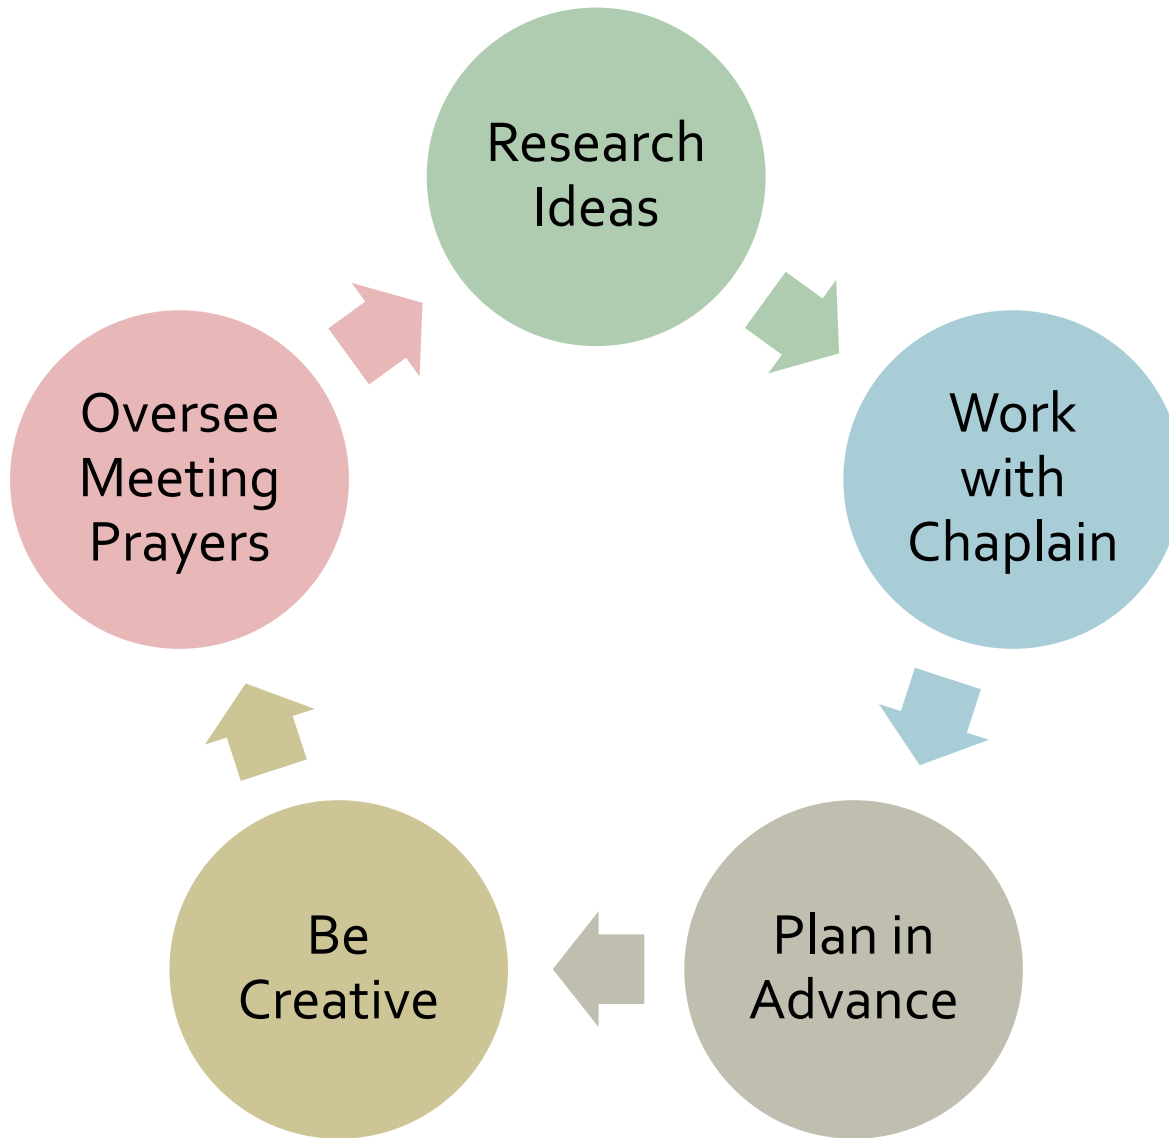 Research
Ideas
Work
with
Chaplain
Plan in
Advance
Be
Creative
Oversee
Meeting
Prayers